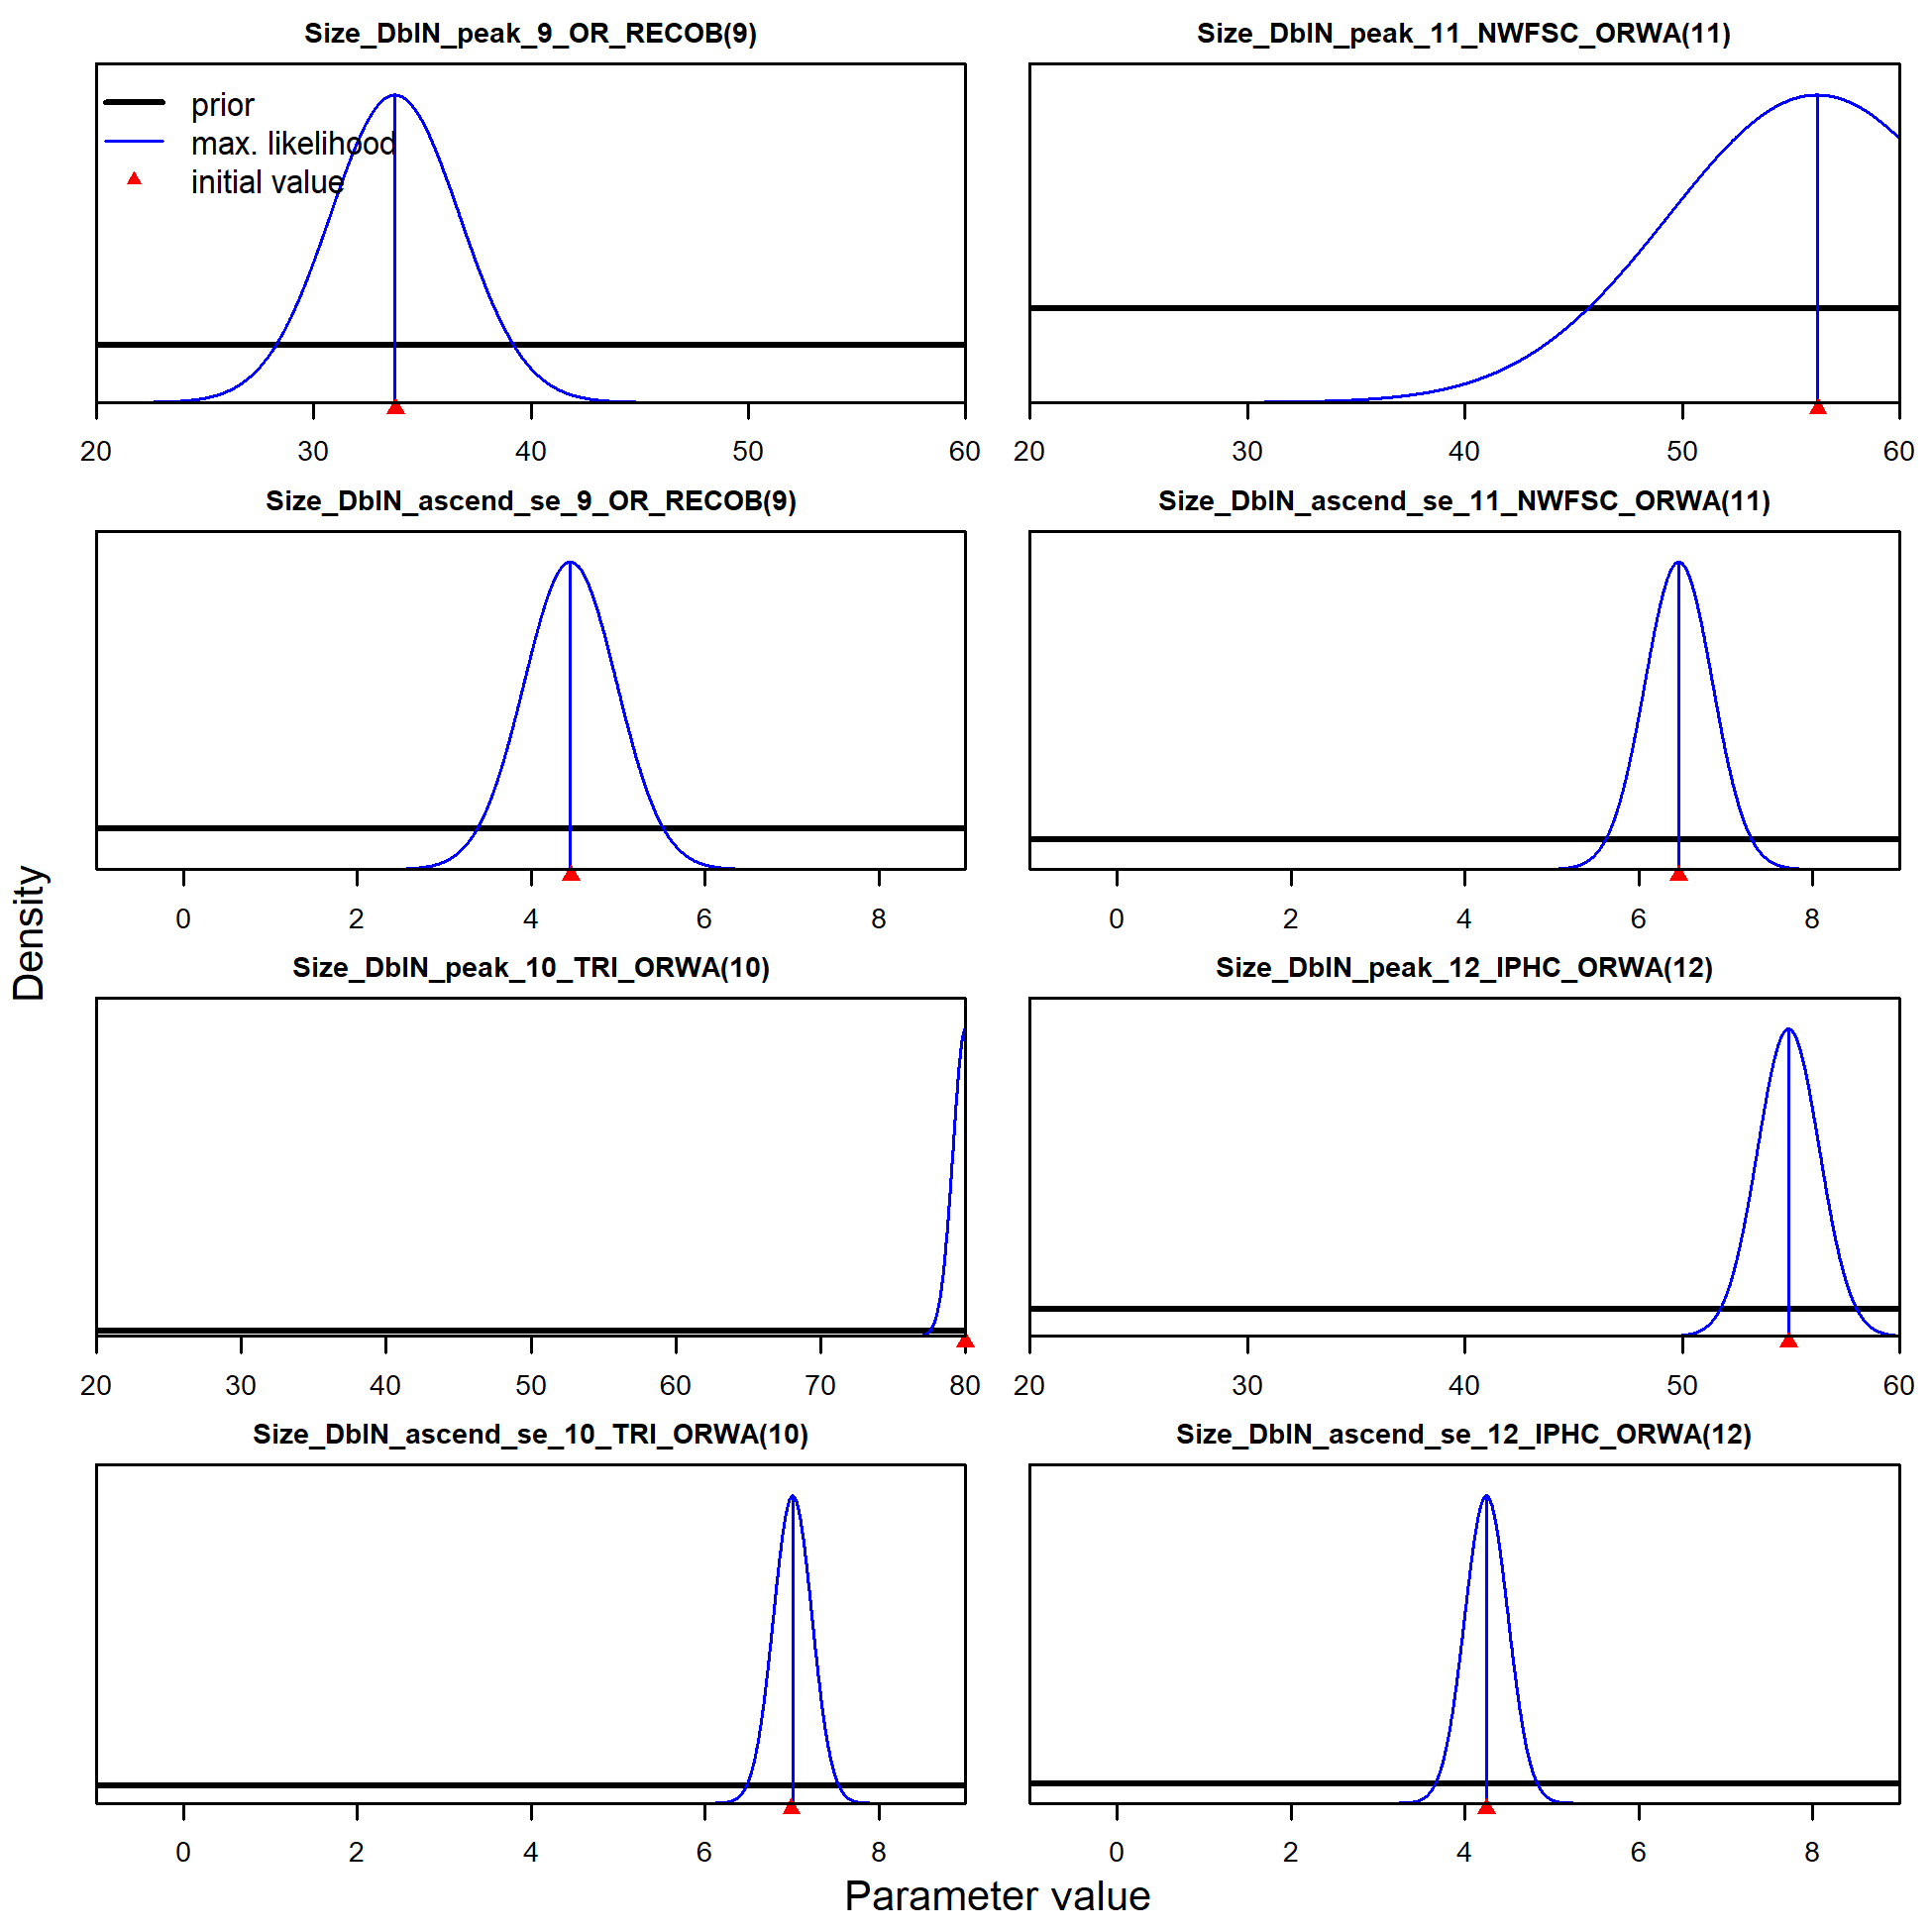 Size_DblN_peak_9_OR_RECOB(9)
prior
max. likelihood
initial value
20 30 40 50 60
Size_DblN_peak_11_NWFSC_ORWA(11)
20 30 40 50 60
Size_DblN_ascend_se_9_OR_RECOB(9)
0 2 4 6 8
Size_DblN_ascend_se_11_NWFSC_ORWA(11)
0 2 4 6 8
Density
Size_DblN_peak_10_TRI_ORWA(10)
20 30 40 50 60 70 80
Size_DblN_peak_12_IPHC_ORWA(12)
20 30 40 50 60
Size_DblN_ascend_se_10_TRI_ORWA(10)
0 2 4 6 8
Size_DblN_ascend_se_12_IPHC_ORWA(12)
0 2 4 6 8
Parameter value